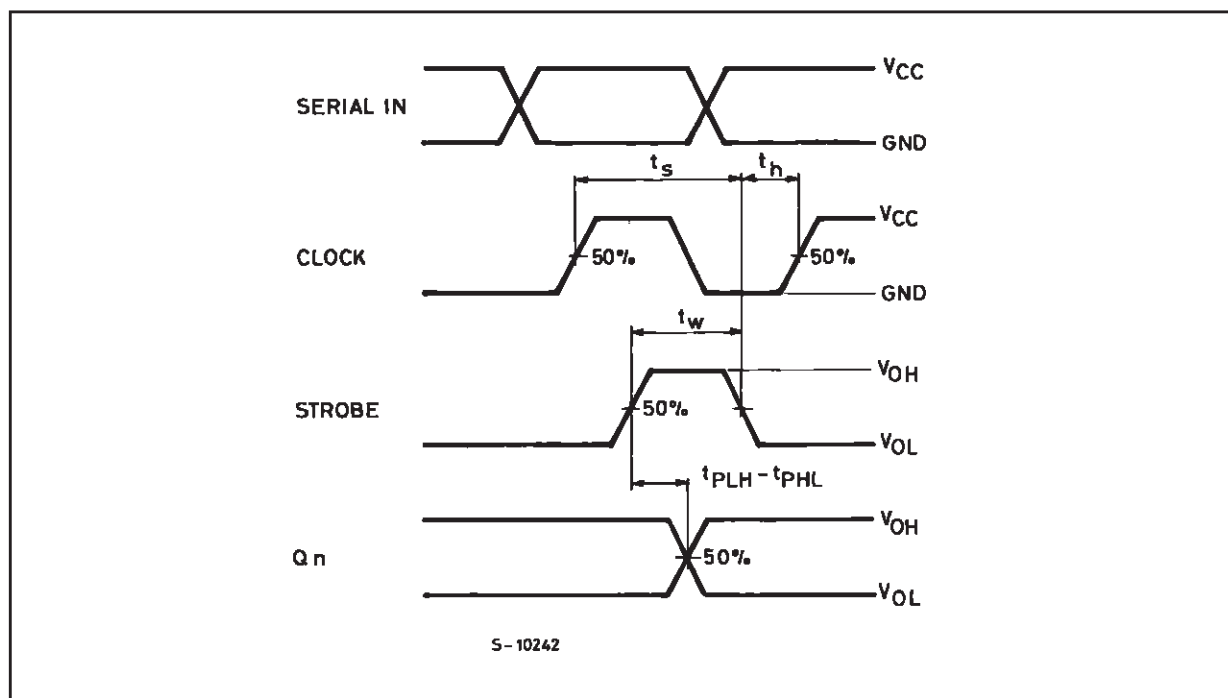 SERIAL IN
VCC
GND
ts
th
CLOCK
50%
50%
VCC
GND
tw
STROBE
50%
VOH
VOL
tPLH - tPHL
Qn
50%
VOH
VOL
S-10242